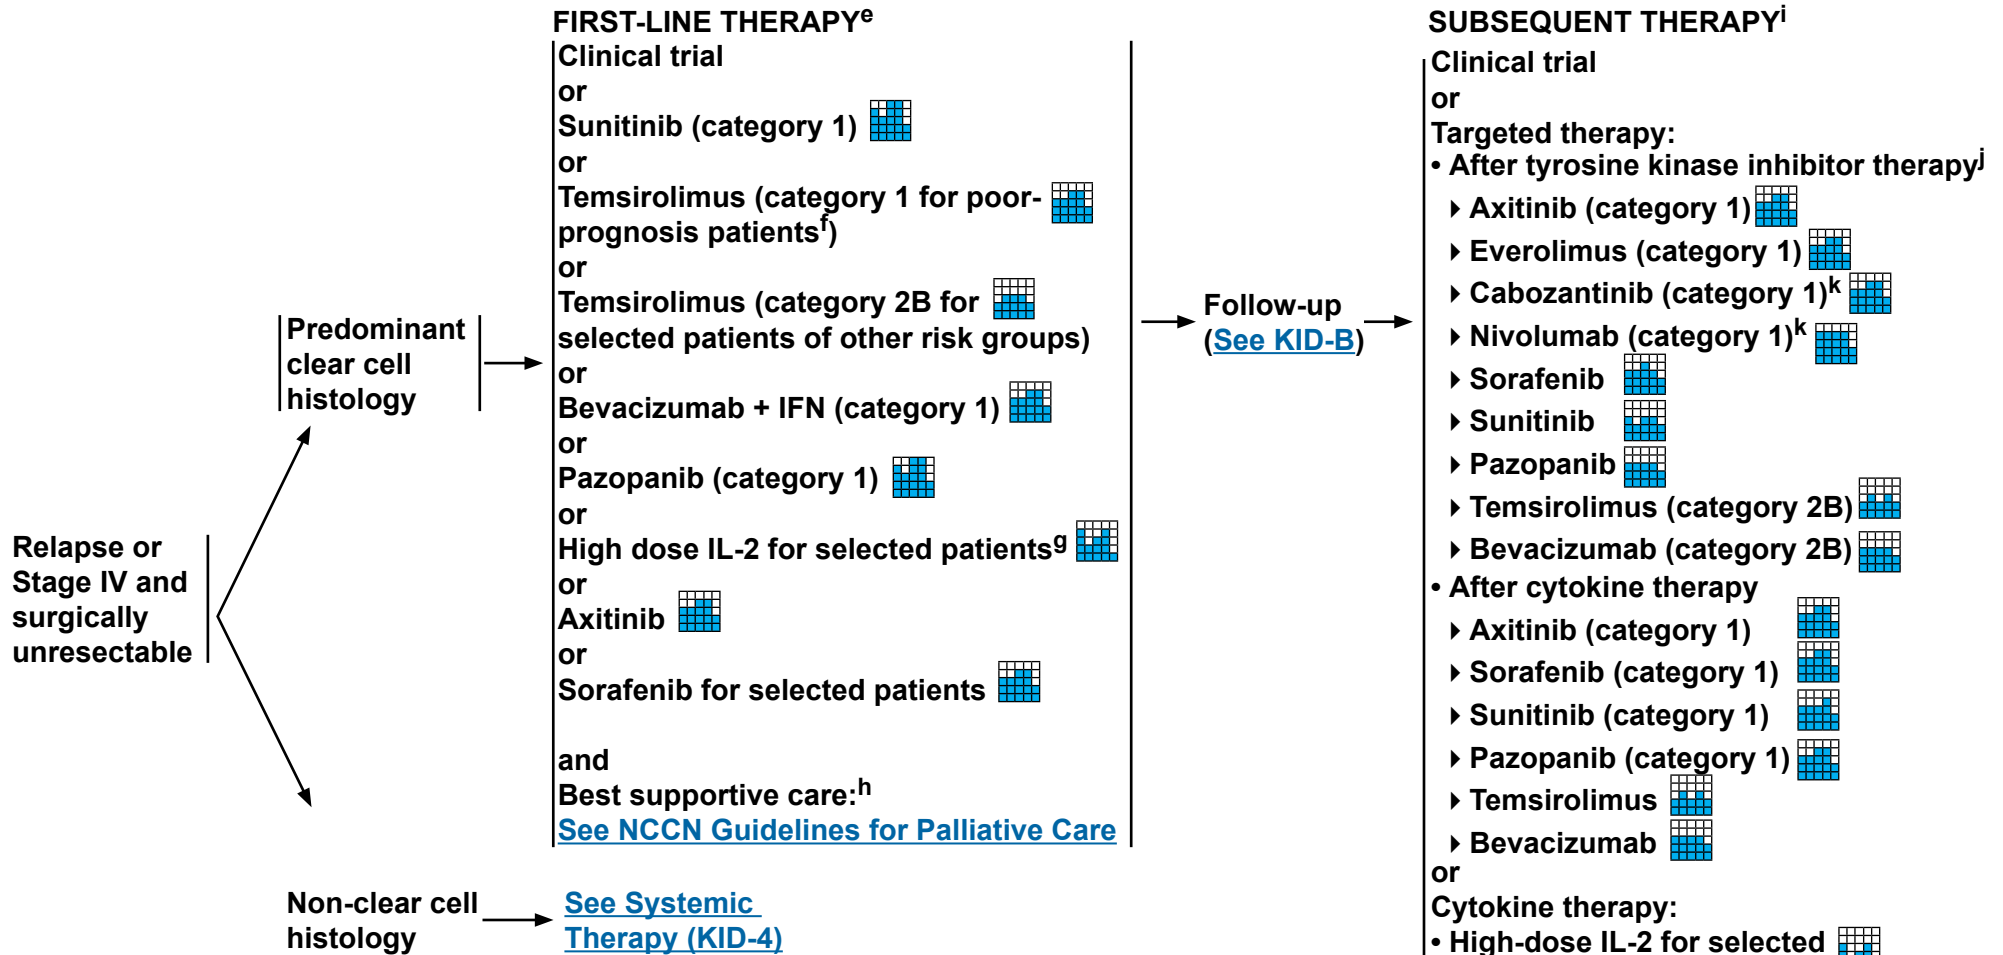 FIRST-LINE THERAPYe
Clinical trial
or
Sunitinib (category 1)
or
Temsirolimus (category 1 for poor-
prognosis patientsf)
or
Temsirolimus (category 2B for
selected patients of other risk groups)
or
Bevacizumab + IFN (category 1)
or
Pazopanib (category 1)
or
High dose IL-2 for selected patientsg
or
Axitinib
or
Sorafenib for selected patients
and
Best supportive care:h
See NCCN Guidelines for Palliative Care
Predominant
clear cell
histology
Relapse or
Stage IV and
surgically
unresectable
Non-clear cell
histology
See Systemic
Therapy (KID-4)
Follow-up
(See KID-B)
SUBSEQUENT THERAPYi
Clinical trial
or
Targeted therapy:
• After tyrosine kinase inhibitor therapyj
Axitinib (category 1)
Everolimus (category 1)
Cabozantinib (category 1)k
Nivolumab (category 1)k
Sorafenib
Sunitinib
Pazopanib
Temsirolimus (category 2B)
Bevacizumab (category 2B)
• After cytokine therapy
Axitinib (category 1)
Sorafenib (category 1)
Sunitinib (category 1)
Pazopanib (category 1)
Temsirolimus
Bevacizumab
or
Cytokine therapy:
• High-dose IL-2 for selected